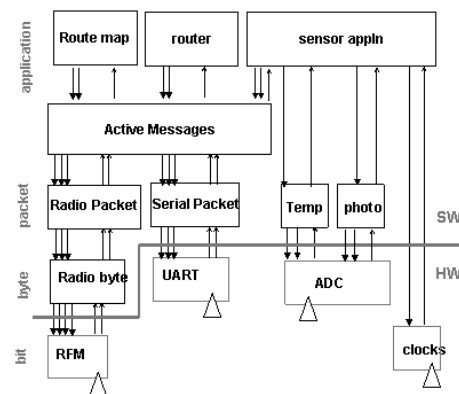 application
Route map
router
sensor appln
Active Messages
packet
Radio Packet
Serial Packet
Temp
photo
SW
byte
Radio byte
UART
ADC
HW
bit
RFM
clocks